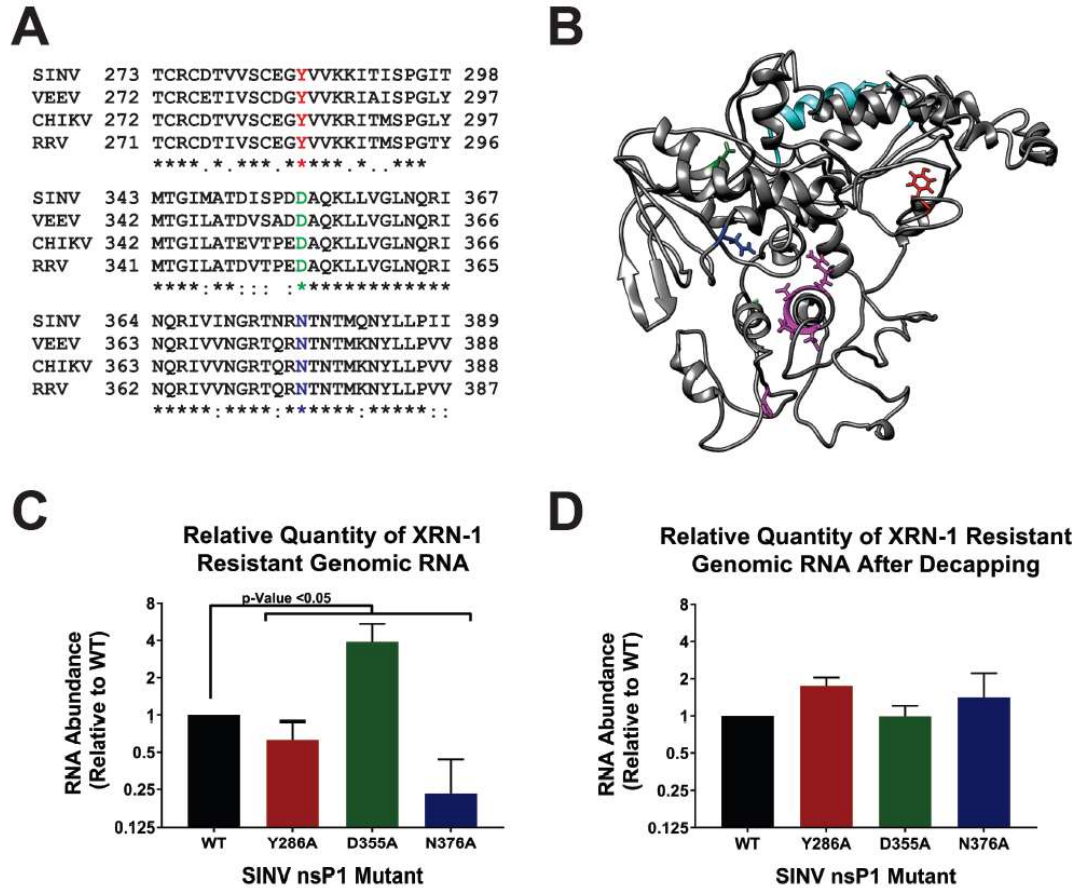 A
SINV 273 TCRCDTVVSCEGYVVKKITISPGIT 298
VEEV 272 TCRCETIVSCDGYVVKRIAISPGLY 297
CHIKV 272 TCRCDTVVSCEGYVVKRITMSPGLY 297
RRV 271 TCRCDTVVSCEGYVVKRITMSPGLY 296
****.*.***.******.*..***
SINV 343 MTGIMATDISPDDAQKLLVGLNQRI 367
VEEV 342 MTGILATDVSADDAQKLLVGLNQRI 366
CHIKV 342 MTGILATEVTPEDAQKLLVGLNQRI 366
RRV 341 MTGILATDVTPEDAQKLLVGLNQRI 365
****:**::: :*************
SINV 364 NQRIVINGRTNRNTNTMQNYLLPII 389
VEEV 363 NQRIVVNGRTQRNTNTMKNYLLPVV 388
CHIKV 363 NQRIVVNGRTQRNTNTMKNYLLPVV 388
RRV 362 NQRIVVNGRTQRNTNTMKNYLLPVV 387
*****:****.******.*****::
B
C
Relative Quantity of XRN-1
Resistant Genomic RNA
p-Value <0.05
RNA Abundance
(Relative to WT)
8
4
2
1
0.5
0.25
0.125
WT Y286A D355A N376A
SINV nsP1 Mutant
D
Relative Quantity of XRN-1 Resistant
Genomic RNA After Decapping
RNA Abundance
(Relative to WT)
8
4
2
1
0.5
0.25
0.125
WT Y286A D355A N376A
SINV nsP1 Mutant